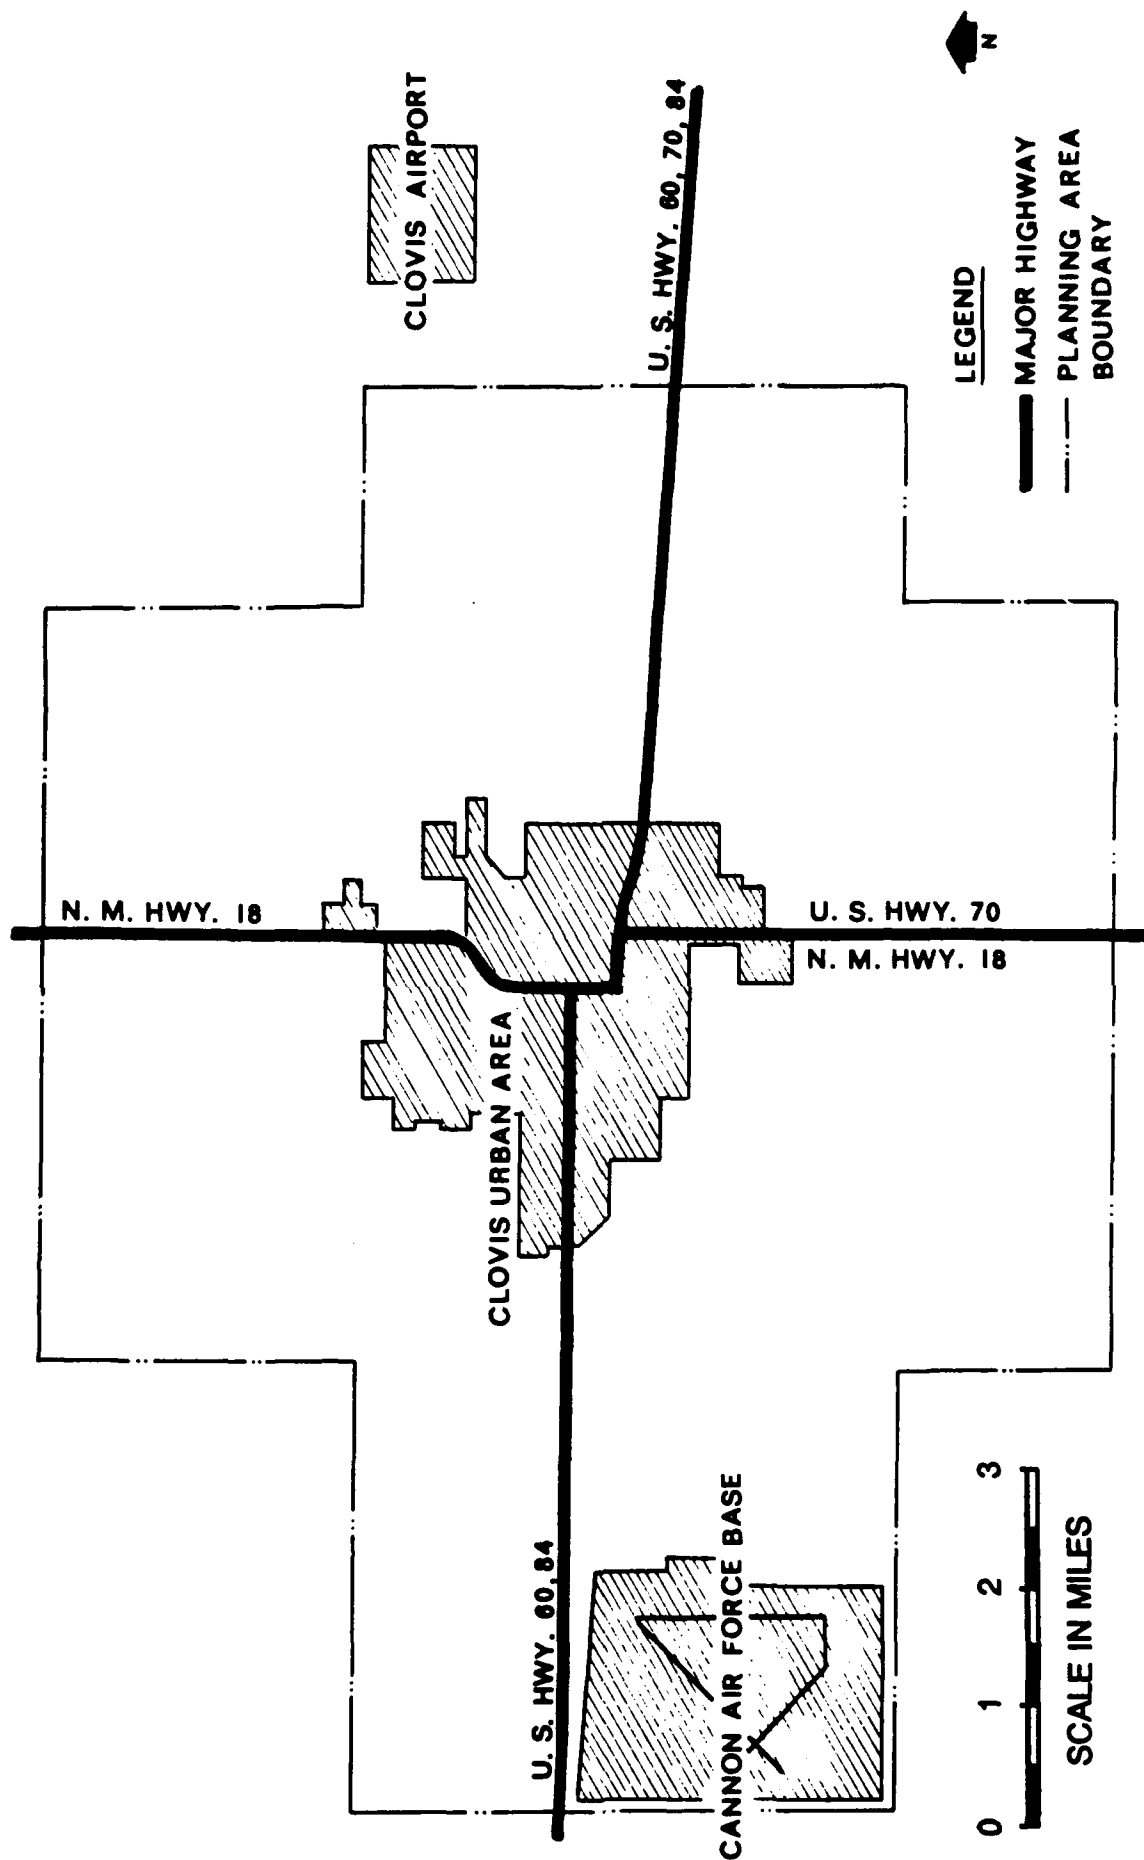 N. M. HWY. 18
CLOVIS AIRPORT
U. S. HWY. 60, 84
CLOVIS URBAN AREA
U. S. HWY. 60, 70, 84
CANNON AIR FORCE BASE
U. S. HWY. 70
N. M. HWY. 18
N
LEGEND
MAJOR HIGHWAY
PLANNING AREA
BOUNDARY
0 1 2 3
SCALE IN MILES